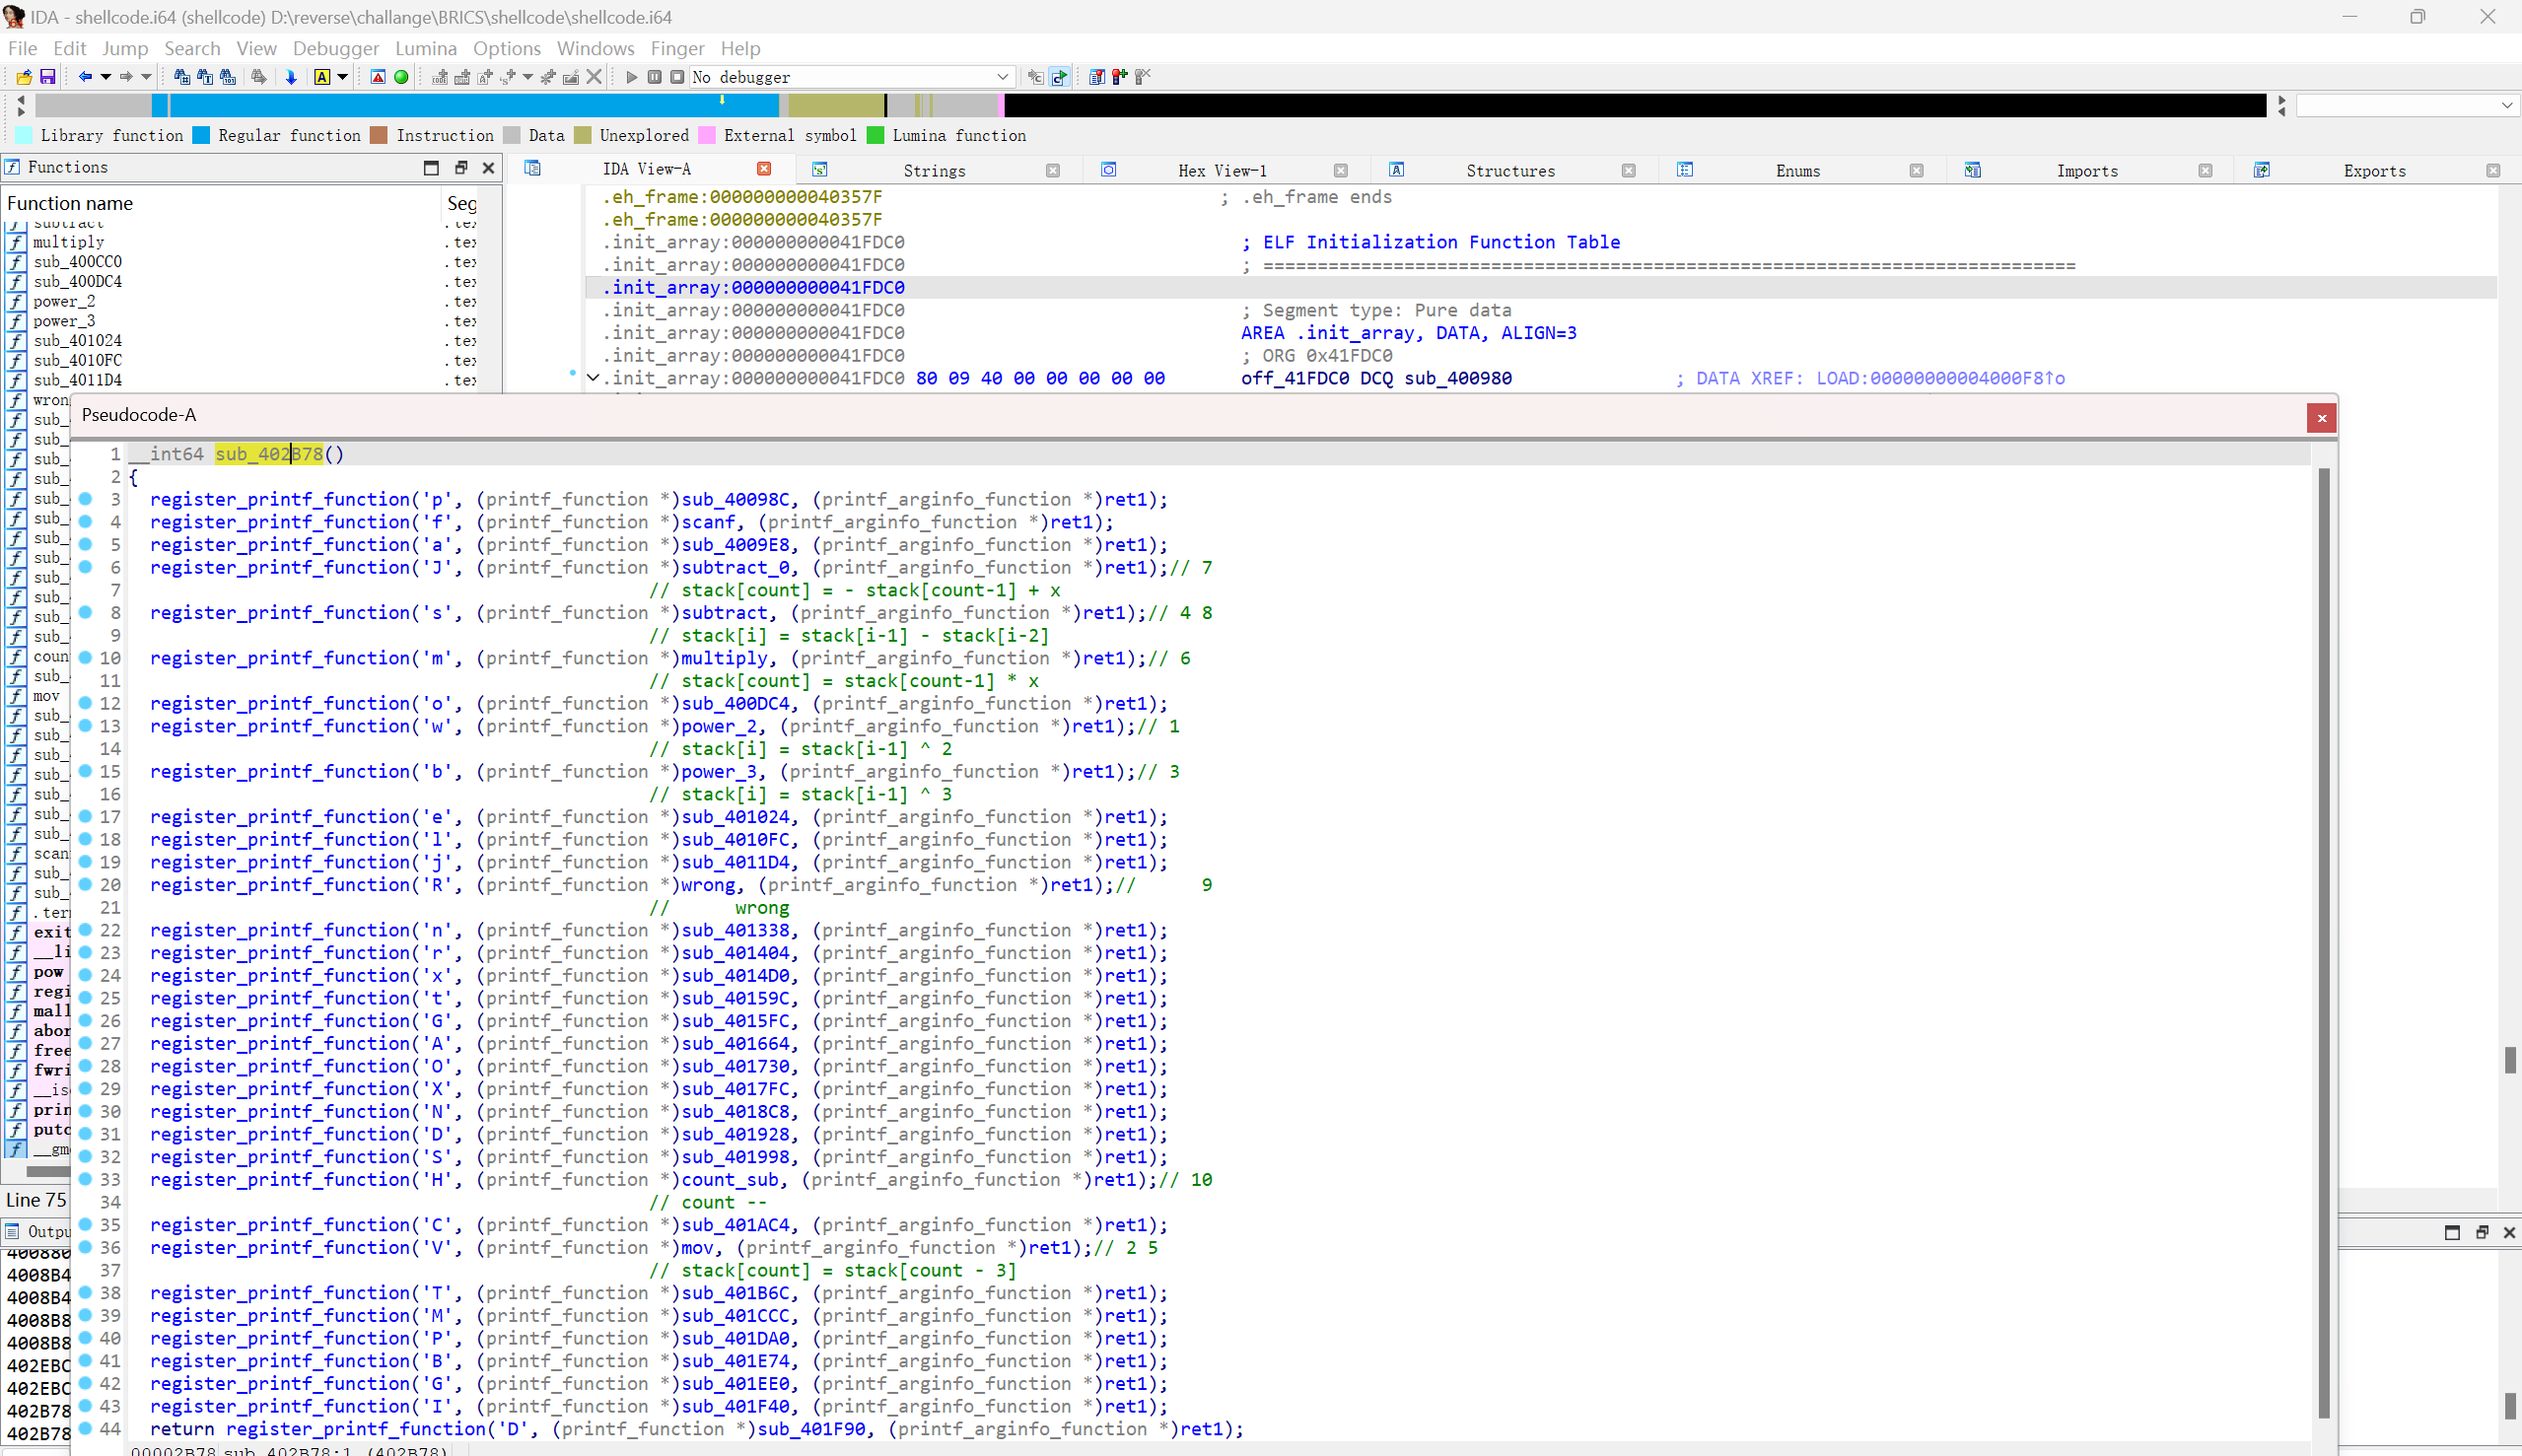 IDA - shellcode.i64 (shellcode) D:\reverse\challange\BRICS\shellcode\shellcode.i64
File Edit Jump Search View Debugger Lumina Options Windows Finger Help
No debugger
Library function Regular function Instruction Data Unexplored External symbol Lumina function
Functions
Function name Seg
subtract .tex
multiply .tex
sub_400CC0 .tex
sub_400DC4 .tex
power_2 .tex
power_3 .tex
sub_401024 .tex
sub_4010FC .tex
sub_4011D4 .tex
wron
sub_
sub_
sub_
sub_
sub_
sub_
sub_
sub_
sub_
sub_
sub_
sub_
coun
sub_
mov
sub_
sub_
sub_
sub_
sub_
sub_
sub_
scan
sub_
sub_
.ter
exit
__li
pow
regi
mall
abor
free
fwri
__is
prin
putc
__gm
Line 75
IDA View-A Strings Hex View-1 Structures Enums Imports Exports
.eh_frame:000000000040357F ; .eh_frame ends
.eh_frame:000000000040357F
.init_array:000000000041FDC0 ; ELF Initialization Function Table
.init_array:000000000041FDC0 ; ===========================================================================
.init_array:000000000041FDC0
.init_array:000000000041FDC0 ; Segment type: Pure data
.init_array:000000000041FDC0 AREA .init_array, DATA, ALIGN=3
.init_array:000000000041FDC0 ; ORG 0x41FDC0
.init_array:000000000041FDC0 80 09 40 00 00 00 00 00 off_41FDC0 DCQ sub_400980 ; DATA XREF: LOAD:00000000004000F8↑o
Pseudocode-A
1 __int64 sub_402B78()
2 {
3 register_printf_function('p', (printf_function *)sub_40098C, (printf_arginfo_function *)ret1);
4 register_printf_function('f', (printf_function *)scanf, (printf_arginfo_function *)ret1);
5 register_printf_function('a', (printf_function *)sub_4009E8, (printf_arginfo_function *)ret1);
6 register_printf_function('J', (printf_function *)subtract_0, (printf_arginfo_function *)ret1);// 7
7 // stack[count] = - stack[count-1] + x
8 register_printf_function('s', (printf_function *)subtract, (printf_arginfo_function *)ret1);// 4 8
9 // stack[i] = stack[i-1] - stack[i-2]
10 register_printf_function('m', (printf_function *)multiply, (printf_arginfo_function *)ret1);// 6
11 // stack[count] = stack[count-1] * x
12 register_printf_function('o', (printf_function *)sub_400DC4, (printf_arginfo_function *)ret1);
13 register_printf_function('w', (printf_function *)power_2, (printf_arginfo_function *)ret1);// 1
14 // stack[i] = stack[i-1] ^ 2
15 register_printf_function('b', (printf_function *)power_3, (printf_arginfo_function *)ret1);// 3
16 // stack[i] = stack[i-1] ^ 3
17 register_printf_function('e', (printf_function *)sub_401024, (printf_arginfo_function *)ret1);
18 register_printf_function('l', (printf_function *)sub_4010FC, (printf_arginfo_function *)ret1);
19 register_printf_function('j', (printf_function *)sub_4011D4, (printf_arginfo_function *)ret1);
20 register_printf_function('R', (printf_function *)wrong, (printf_arginfo_function *)ret1);// 9
21 // wrong
22 register_printf_function('n', (printf_function *)sub_401338, (printf_arginfo_function *)ret1);
23 register_printf_function('r', (printf_function *)sub_401404, (printf_arginfo_function *)ret1);
24 register_printf_function('x', (printf_function *)sub_4014D0, (printf_arginfo_function *)ret1);
25 register_printf_function('t', (printf_function *)sub_40159C, (printf_arginfo_function *)ret1);
26 register_printf_function('G', (printf_function *)sub_4015FC, (printf_arginfo_function *)ret1);
27 register_printf_function('A', (printf_function *)sub_401664, (printf_arginfo_function *)ret1);
28 register_printf_function('O', (printf_function *)sub_401730, (printf_arginfo_function *)ret1);
29 register_printf_function('X', (printf_function *)sub_4017FC, (printf_arginfo_function *)ret1);
30 register_printf_function('N', (printf_function *)sub_4018C8, (printf_arginfo_function *)ret1);
31 register_printf_function('D', (printf_function *)sub_401928, (printf_arginfo_function *)ret1);
32 register_printf_function('S', (printf_function *)sub_401998, (printf_arginfo_function *)ret1);
33 register_printf_function('H', (printf_function *)count_sub, (printf_arginfo_function *)ret1);// 10
34 // count --
35 register_printf_function('C', (printf_function *)sub_401AC4, (printf_arginfo_function *)ret1);
36 register_printf_function('V', (printf_function *)mov, (printf_arginfo_function *)ret1);// 2 5
37 // stack[count] = stack[count - 3]
38 register_printf_function('T', (printf_function *)sub_401B6C, (printf_arginfo_function *)ret1);
39 register_printf_function('M', (printf_function *)sub_401CCC, (printf_arginfo_function *)ret1);
40 register_printf_function('P', (printf_function *)sub_401DA0, (printf_arginfo_function *)ret1);
41 register_printf_function('B', (printf_function *)sub_401E74, (printf_arginfo_function *)ret1);
42 register_printf_function('G', (printf_function *)sub_401EE0, (printf_arginfo_function *)ret1);
43 register_printf_function('I', (printf_function *)sub_401F40, (printf_arginfo_function *)ret1);
44 return register_printf_function('D', (printf_function *)sub_401F90, (printf_arginfo_function *)ret1);
00002B78 sub_402B78:1 (402B78)
Outpu
400880
4008B4
4008B4
4008B8
4008B8
402EBC
402EBC
402B78
402B78